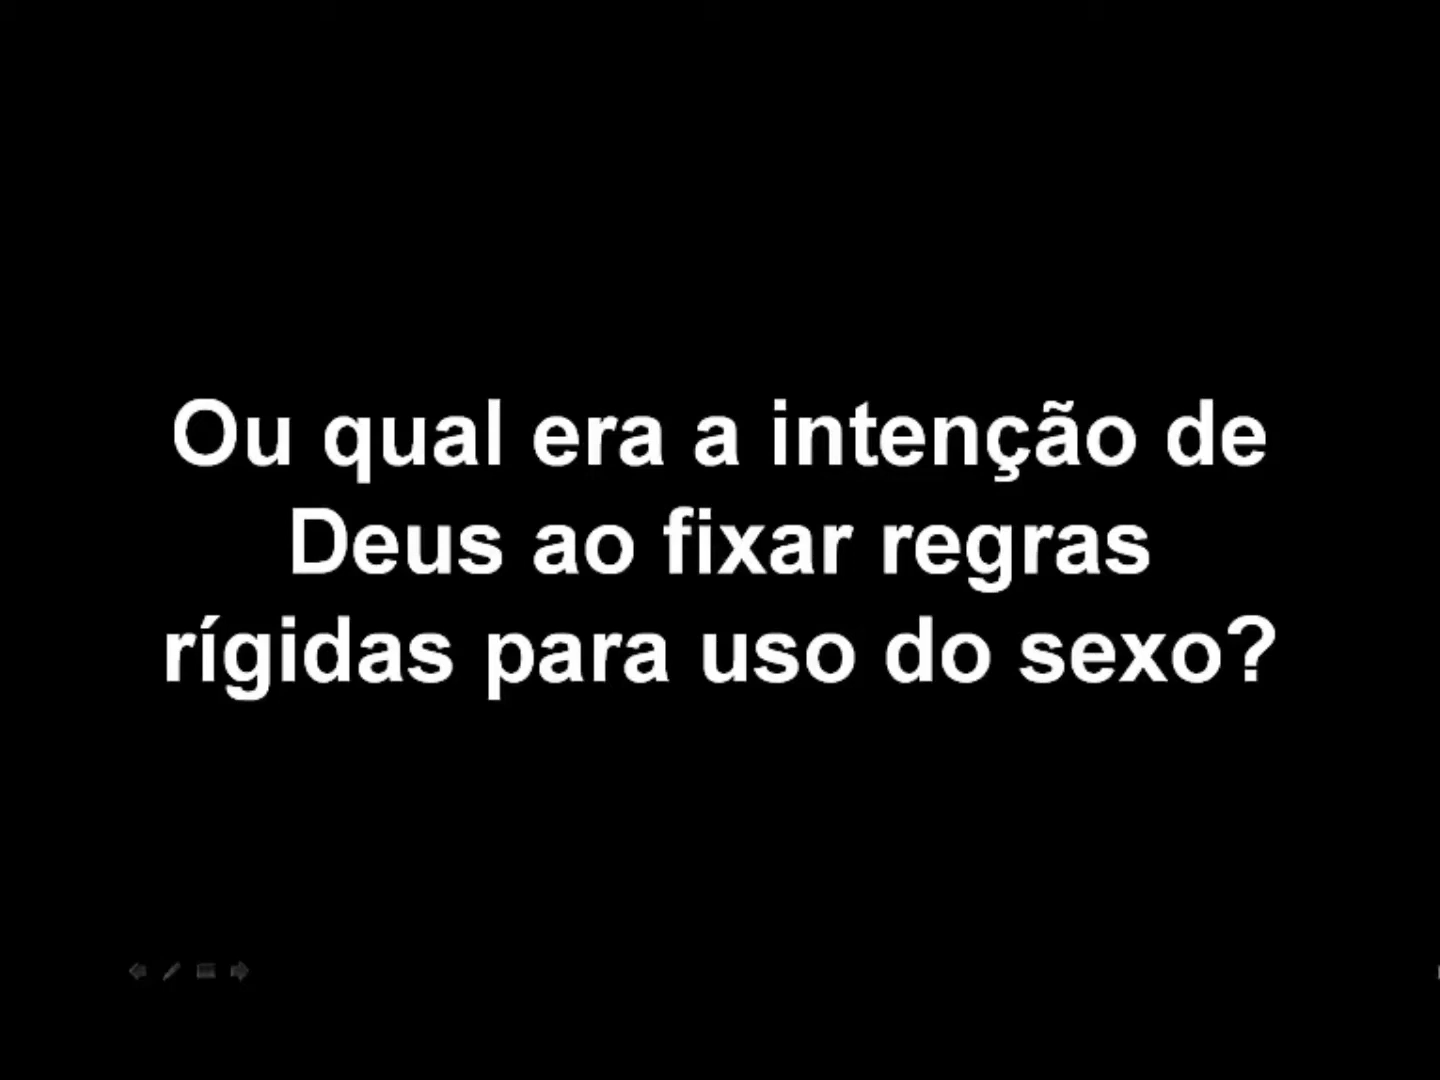 Ou qual era a intenção de
Deus ao fixar regras
rígidas para uso do sexo?